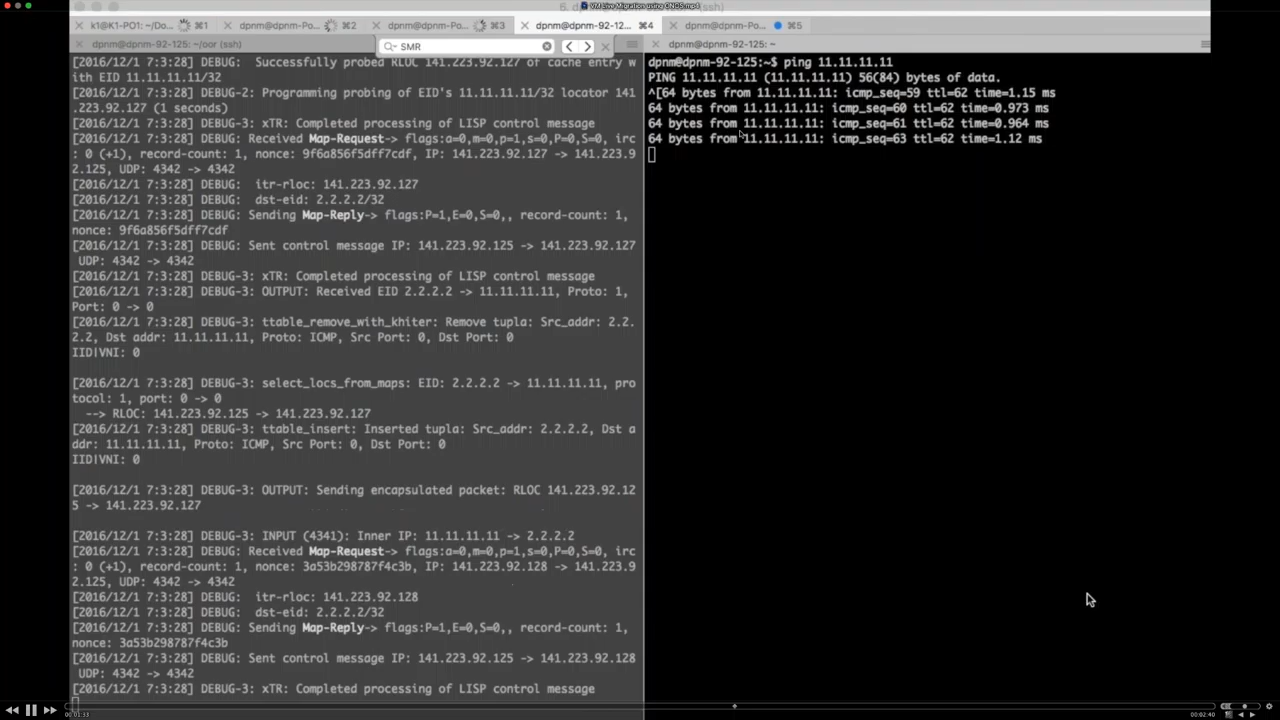 VM Live Migration using ONOS.mp4
k1@K1-PO1: ~/Do... ⌘1
dpnm@dpnm-Po... ⌘2
dpnm@dpnm-Po... ⌘3
dpnm@dpnm-92-12... ⌘4
dpnm@dpnm-Po... ⌘5
dpnm@dpnm-92-125: ~/oor (ssh)
SMR
dpnm@dpnm-92-125: ~
[2016/12/1 7:3:28] DEBUG: Successfully probed RLOC 141.223.92.127 of cache entry w
ith EID 11.11.11.11/32
[2016/12/1 7:3:28] DEBUG-2: Programming probing of EID's 11.11.11.11/32 locator 141
.223.92.127 (1 seconds)
[2016/12/1 7:3:28] DEBUG-3: xTR: Completed processing of LISP control message
[2016/12/1 7:3:28] DEBUG: Received Map-Request-> flags:a=0,m=0,p=1,s=0,P=0,S=0, irc
: 0 (+1), record-count: 1, nonce: 9f6a856f5dff7cdf, IP: 141.223.92.127 -> 141.223.9
2.125, UDP: 4342 -> 4342
[2016/12/1 7:3:28] DEBUG: itr-rloc: 141.223.92.127
[2016/12/1 7:3:28] DEBUG: dst-eid: 2.2.2.2/32
[2016/12/1 7:3:28] DEBUG: Sending Map-Reply-> flags:P=1,E=0,S=0,, record-count: 1,
nonce: 9f6a856f5dff7cdf
[2016/12/1 7:3:28] DEBUG: Sent control message IP: 141.223.92.125 -> 141.223.92.127
UDP: 4342 -> 4342
[2016/12/1 7:3:28] DEBUG-3: xTR: Completed processing of LISP control message
[2016/12/1 7:3:28] DEBUG-3: OUTPUT: Received EID 2.2.2.2 -> 11.11.11.11, Proto: 1,
Port: 0 -> 0
[2016/12/1 7:3:28] DEBUG-3: ttable_remove_with_khiter: Remove tupla: Src_addr: 2.2.
2.2, Dst addr: 11.11.11.11, Proto: ICMP, Src Port: 0, Dst Port: 0
IID|VNI: 0
[2016/12/1 7:3:28] DEBUG-3: select_locs_from_maps: EID: 2.2.2.2 -> 11.11.11.11, pro
tocol: 1, port: 0 -> 0
--> RLOC: 141.223.92.125 -> 141.223.92.127
[2016/12/1 7:3:28] DEBUG-3: ttable_insert: Inserted tupla: Src_addr: 2.2.2.2, Dst a
ddr: 11.11.11.11, Proto: ICMP, Src Port: 0, Dst Port: 0
IID|VNI: 0
[2016/12/1 7:3:28] DEBUG-3: OUTPUT: Sending encapsulated packet: RLOC 141.223.92.12
5 -> 141.223.92.127
[2016/12/1 7:3:28] DEBUG-3: INPUT (4341): Inner IP: 11.11.11.11 -> 2.2.2.2
[2016/12/1 7:3:28] DEBUG: Received Map-Request-> flags:a=0,m=0,p=1,s=0,P=0,S=0, irc
: 0 (+1), record-count: 1, nonce: 3a53b298787f4c3b, IP: 141.223.92.128 -> 141.223.9
2.125, UDP: 4342 -> 4342
[2016/12/1 7:3:28] DEBUG: itr-rloc: 141.223.92.128
[2016/12/1 7:3:28] DEBUG: dst-eid: 2.2.2.2/32
[2016/12/1 7:3:28] DEBUG: Sending Map-Reply-> flags:P=1,E=0,S=0,, record-count: 1,
nonce: 3a53b298787f4c3b
[2016/12/1 7:3:28] DEBUG: Sent control message IP: 141.223.92.125 -> 141.223.92.128
UDP: 4342 -> 4342
[2016/12/1 7:3:28] DEBUG-3: xTR: Completed processing of LISP control message
dpnm@dpnm-92-125:~$ ping 11.11.11.11
PING 11.11.11.11 (11.11.11.11) 56(84) bytes of data.
^[64 bytes from 11.11.11.11: icmp_seq=59 ttl=62 time=1.15 ms
64 bytes from 11.11.11.11: icmp_seq=60 ttl=62 time=0.973 ms
64 bytes from 11.11.11.11: icmp_seq=61 ttl=62 time=0.964 ms
64 bytes from 11.11.11.11: icmp_seq=63 ttl=62 time=1.12 ms
00:01:33
00:02:40